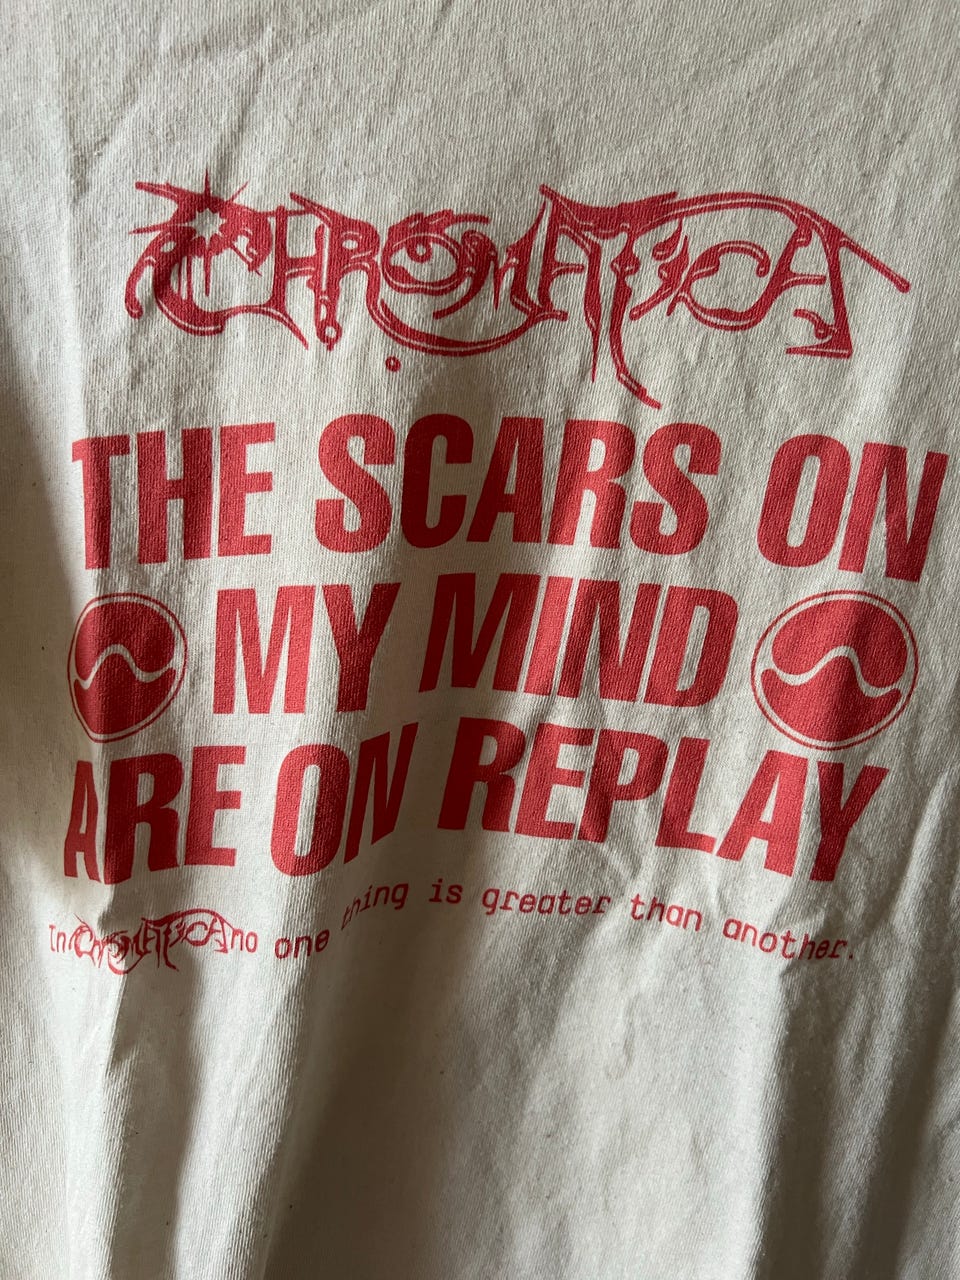 CHROMATICA
THE SCARS ON
MY MIND
ARE ON REPLAY
In CHROMATICA no one thing is greater than another.